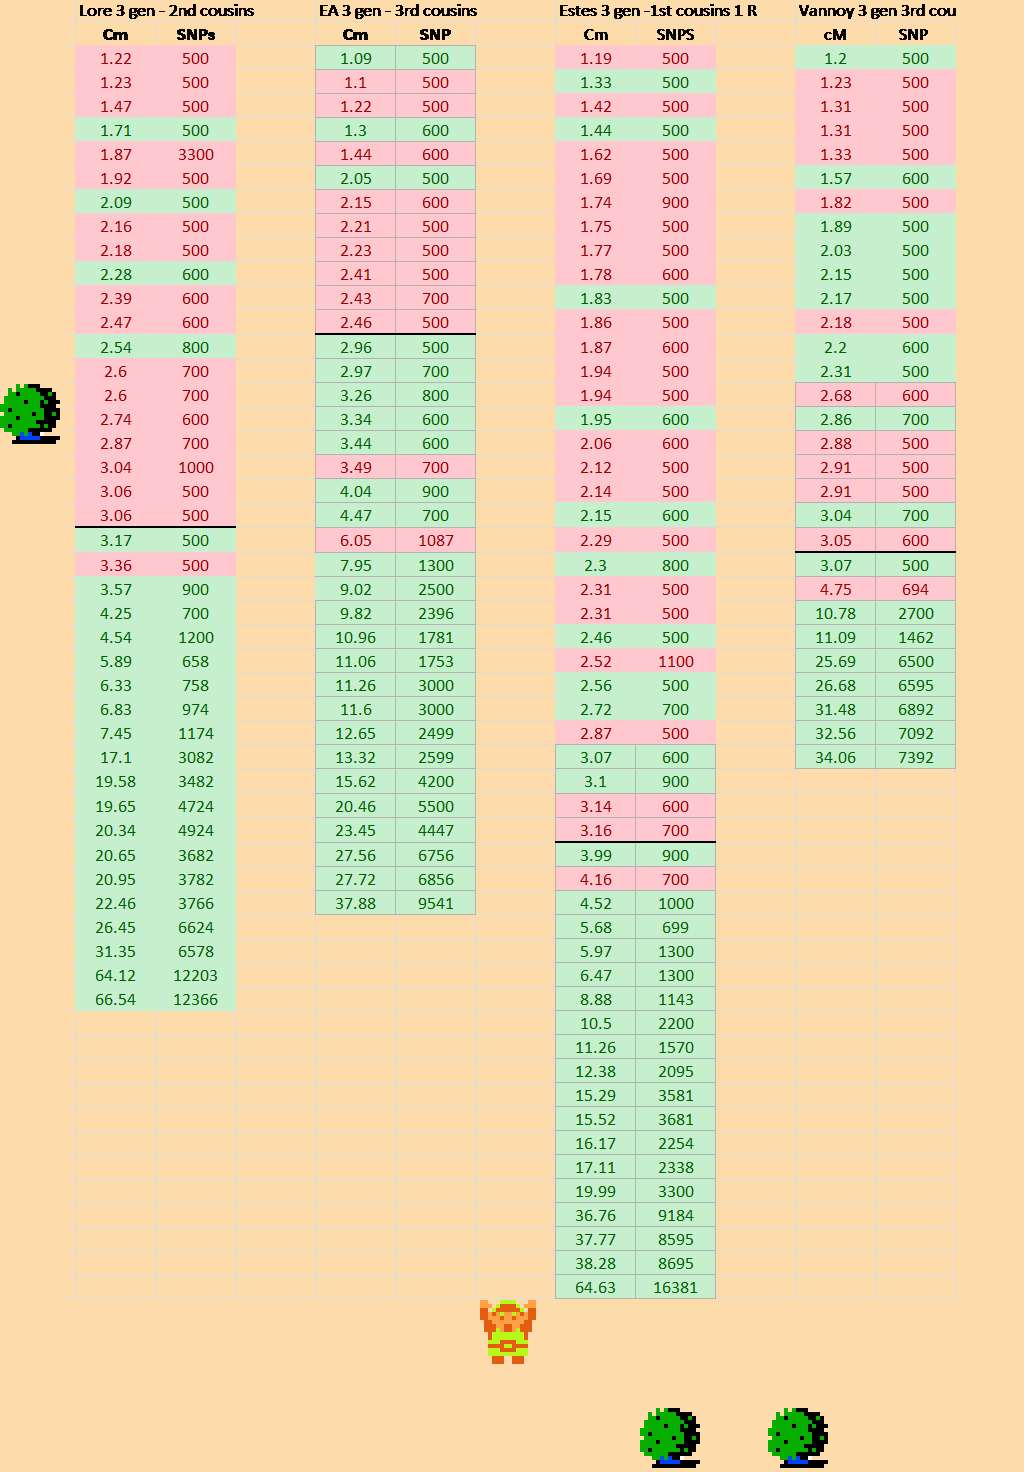 Lore 3 gen - 2nd cousins EA 3 gen - 3rd cousins Estes 3 gen -1st cousins 1 R Vannoy 3 gen 3rd cou
Cm SNPs Cm SNP Cm SNPS cM SNP
1.22 500 1.09 500 1.19 500 1.2 500
1.23 500 1.1 500 1.33 500 1.23 500
1.47 500 1.22 500 1.42 500 1.31 500
1.71 500 1.3 600 1.44 500 1.31 500
1.87 3300 1.44 600 1.62 500 1.33 500
1.92 500 2.05 500 1.69 500 1.57 600
2.09 500 2.15 600 1.74 900 1.82 500
2.16 500 2.21 500 1.75 500 1.89 500
2.18 500 2.23 500 1.77 500 2.03 500
2.28 600 2.41 500 1.78 600 2.15 500
2.39 600 2.43 700 1.83 500 2.17 500
2.47 600 2.46 500 1.86 500 2.18 500
2.54 800 2.96 500 1.87 600 2.2 600
2.6 700 2.97 700 1.94 500 2.31 500
2.6 700 3.26 800 1.94 500 2.68 600
2.74 600 3.34 600 1.95 600 2.86 700
2.87 700 3.44 600 2.06 600 2.88 500
3.04 1000 3.49 700 2.12 500 2.91 500
3.06 500 4.04 900 2.14 500 2.91 500
3.06 500 4.47 700 2.15 600 3.04 700
3.17 500 6.05 1087 2.29 500 3.05 600
3.36 500 7.95 1300 2.3 800 3.07 500
3.57 900 9.02 2500 2.31 500 4.75 694
4.25 700 9.82 2396 2.31 500 10.78 2700
4.54 1200 10.96 1781 2.46 500 11.09 1462
5.89 658 11.06 1753 2.52 1100 25.69 6500
6.33 758 11.26 3000 2.56 500 26.68 6595
6.83 974 11.6 3000 2.72 700 31.48 6892
7.45 1174 12.65 2499 2.87 500 32.56 7092
17.1 3082 13.32 2599 3.07 600 34.06 7392
19.58 3482 15.62 4200 3.1 900
19.65 4724 20.46 5500 3.14 600
20.34 4924 23.45 4447 3.16 700
20.65 3682 27.56 6756 3.99 900
20.95 3782 27.72 6856 4.16 700
22.46 3766 37.88 9541 4.52 1000
26.45 6624 5.68 699
31.35 6578 5.97 1300
64.12 12203 6.47 1300
66.54 12366 8.88 1143
10.5 2200
11.26 1570
12.38 2095
15.29 3581
15.52 3681
16.17 2254
17.11 2338
19.99 3300
36.76 9184
37.77 8595
38.28 8695
64.63 16381